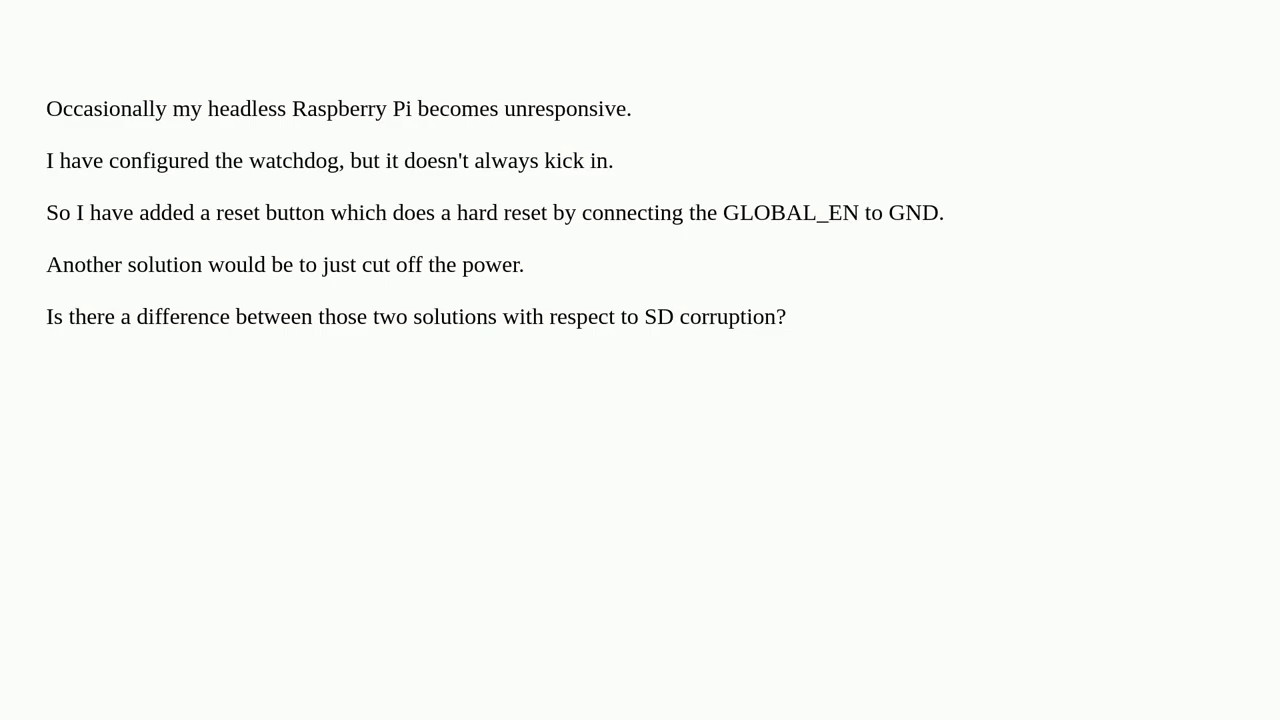 Occasionally my headless Raspberry Pi becomes unresponsive.
I have configured the watchdog, but it doesn't always kick in.
So I have added a reset button which does a hard reset by connecting the GLOBAL_EN to GND.
Another solution would be to just cut off the power.
Is there a difference between those two solutions with respect to SD corruption?